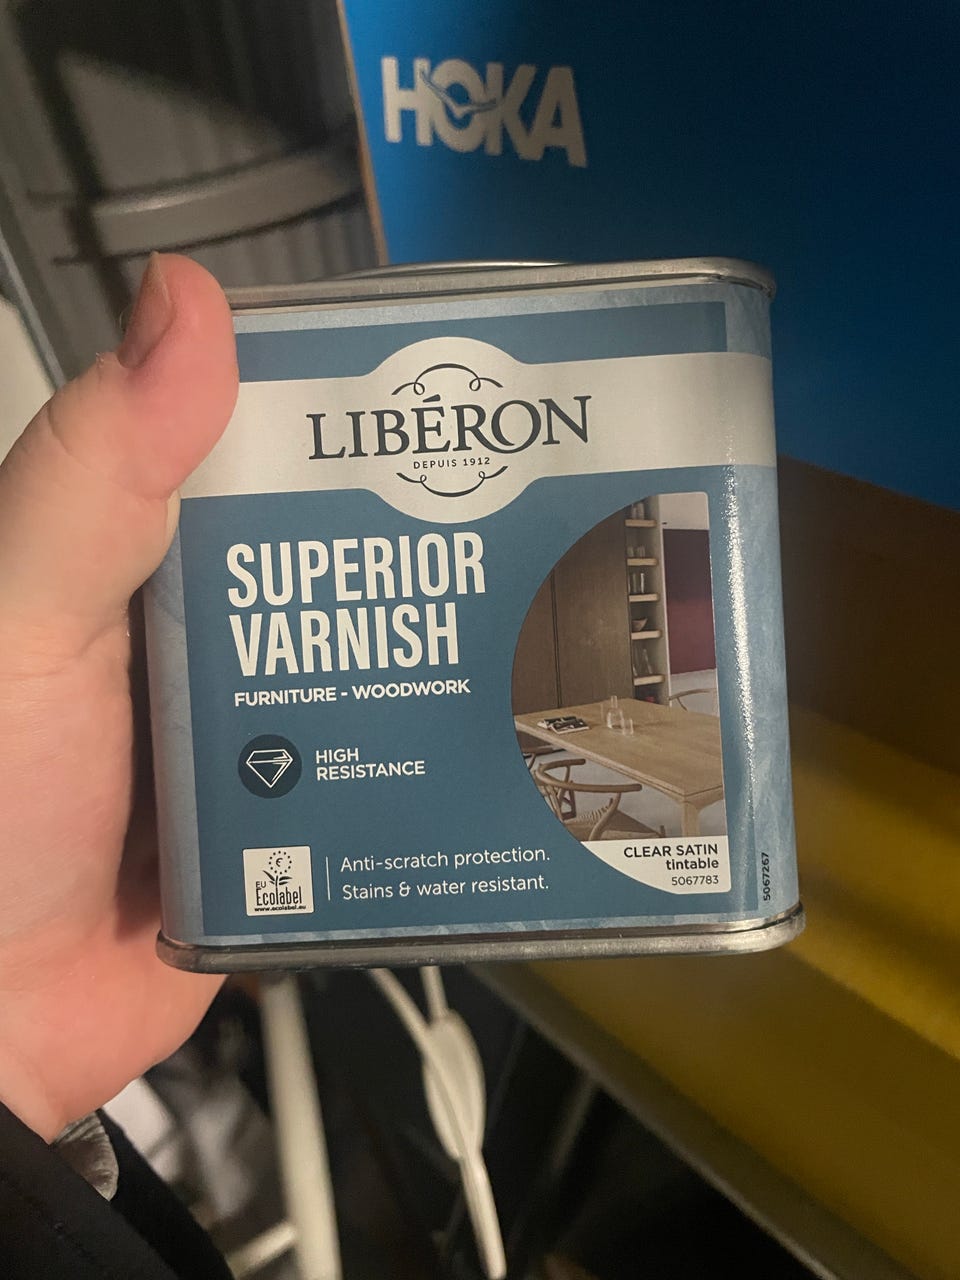 HOKA
LIBÉRON
DEPUIS 1912
SUPERIOR
VARNISH
FURNITURE - WOODWORK
HIGH
RESISTANCE
€
EU
Ecolabel
www.ecolabel.eu
Anti-scratch protection.
Stains & water resistant.
CLEAR SATIN
tintable
5067783
5067267